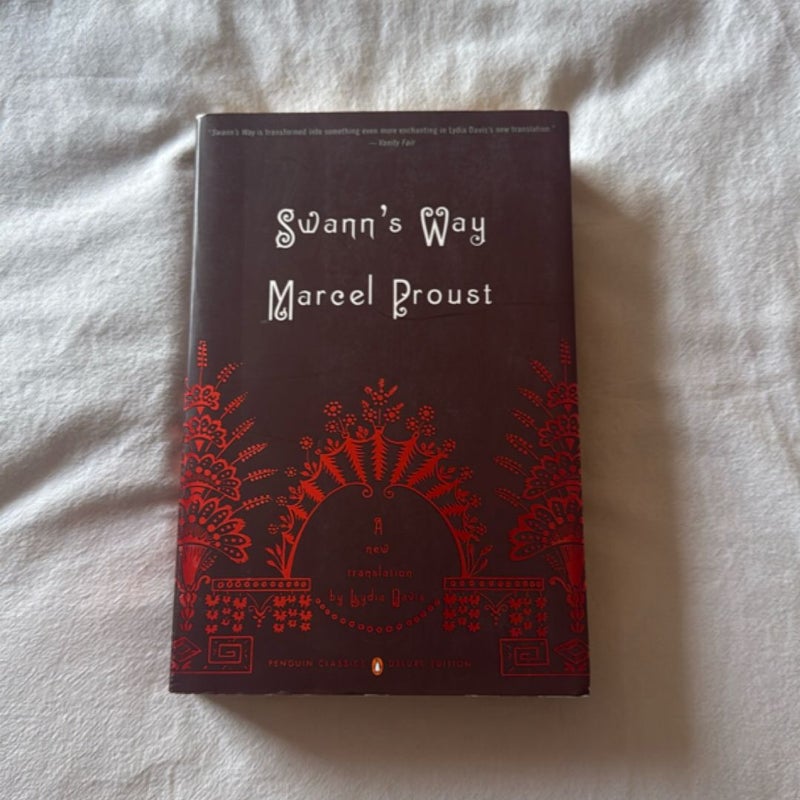 "Swann's Way is transformed into something even more enchanting in Lydia Davis's new translation."
— Vanity Fair
Swann's Way
Marcel Proust
A
new
translation
by Lydia Davis
PENGUIN CLASSICS DELUXE EDITION